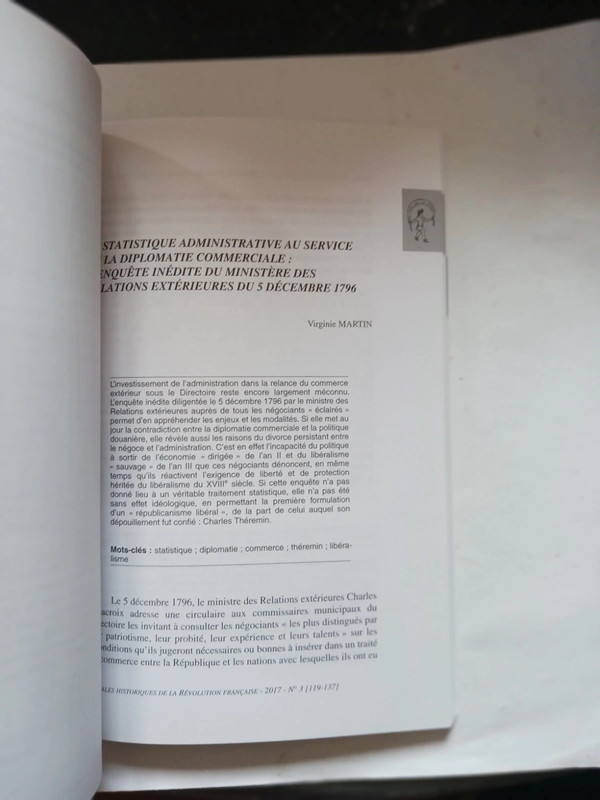 STATISTIQUE ADMINISTRATIVE AU SERVICE
LA DIPLOMATIE COMMERCIALE :
ENQUÊTE INÉDITE DU MINISTÈRE DES
LATIONS EXTÉRIEURES DU 5 DÉCEMBRE 1796
Virginie MARTIN
L'investissement de l'administration dans la relance du commerce
extérieur sous le Directoire reste encore largement méconnu.
L'enquête inédite diligentée le 5 décembre 1796 par le ministre des
Relations extérieures auprès de tous les négociants « éclairés »
permet d'en appréhender les enjeux et les modalités. Si elle met au
jour la contradiction entre la diplomatie commerciale et la politique
douanière, elle révèle aussi les raisons du divorce persistant entre
le négoce et l'administration. C'est en effet l'incapacité du politique
à sortir de l'économie « dirigée » de l'an II et du libéralisme
« sauvage » de l'an III que ces négociants dénoncent, en même
temps qu'ils réactivent l'exigence de liberté et de protection
héritée du libéralisme du XVIIIe siècle. Si cette enquête n'a pas
donné lieu à un véritable traitement statistique, elle n'a pas été
sans effet idéologique, en permettant la première formulation
d'un « républicanisme libéral », de la part de celui auquel son
dépouillement fut confié : Charles Théremin.
Mots-clés : statistique ; diplomatie ; commerce ; théremin ; libéra-
lisme
Le 5 décembre 1796, le ministre des Relations extérieures Charles
acroix adresse une circulaire aux commissaires municipaux du
ectoire les invitant à consulter les négociants « les plus distingués par
patriotisme, leur probité, leur expérience et leurs talents » sur les
nditions qu'ils jugeront nécessaires ou bonnes à insérer dans un traité
commerce entre la République et les nations avec lesquelles ils ont eu
ALES HISTORIQUES DE LA RÉVOLUTION FRANÇAISE - 2017 - N° 3 [119-137]